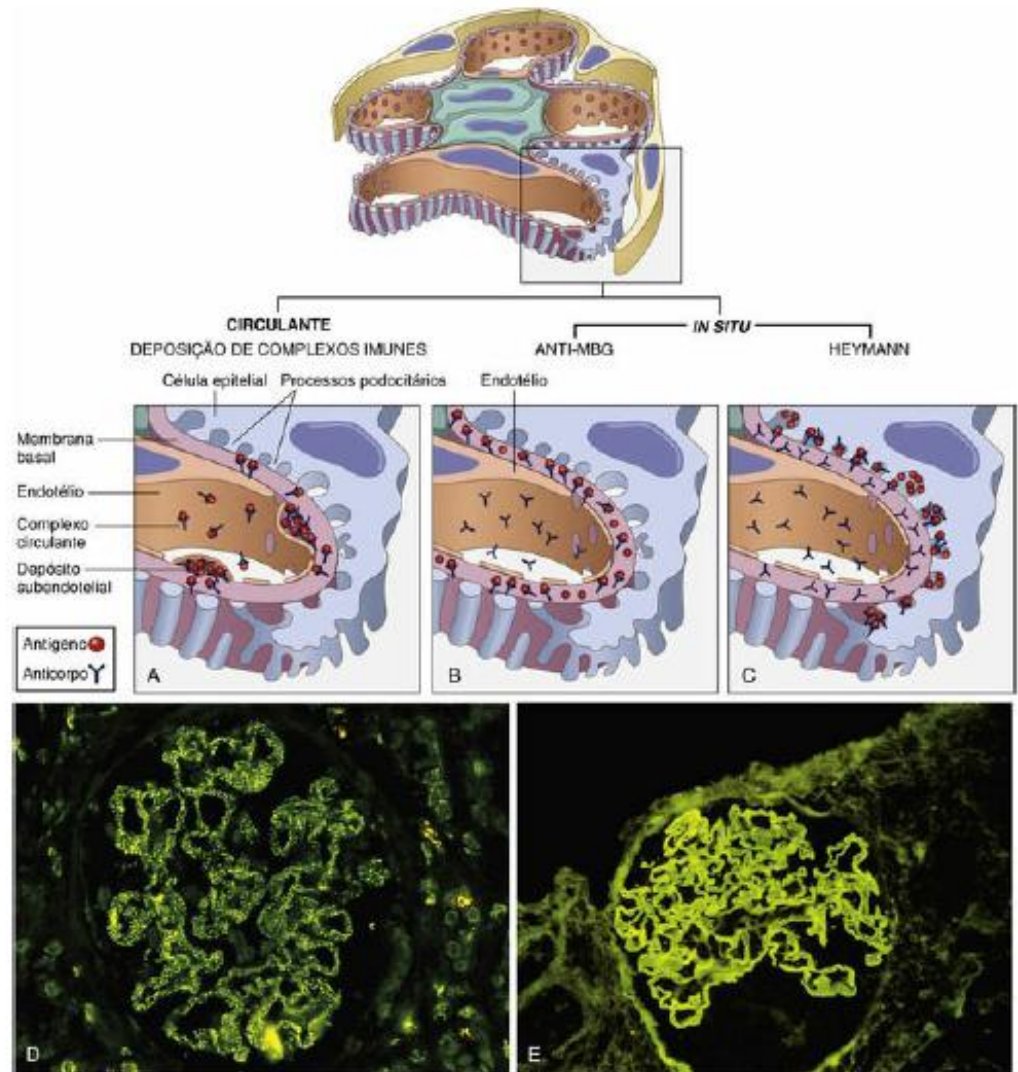 CIRCULANTE
DEPOSIÇÃO DE COMPLEXOS IMUNES
IN SITU
ANTI-MBG
HEYMANN
Célula epitelial
Processos podocitários
Endotélio
Membrana
basal
Endotélio
Complexo
circulante
Depósito
subendotelial
Antígeno
Anticorpo
A
B
C
D
E